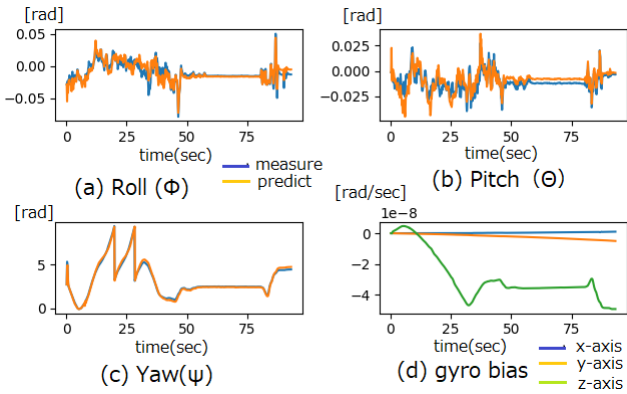 [rad] [rad]
0.05
0.00
−0.05
0 25 50 75
time(sec)
(a) Roll (Φ)
0.025
0.000
−0.025
0 25 50 75
time(sec)
(b) Pitch (Θ)
measure
predict
[rad]
5
0
0 25 50 75
time(sec)
(c) Yaw(ψ)
[rad/sec]
1e−8
0
−2
−4
0 25 50 75
time(sec)
(d) gyro bias
x-axis
y-axis
z-axis